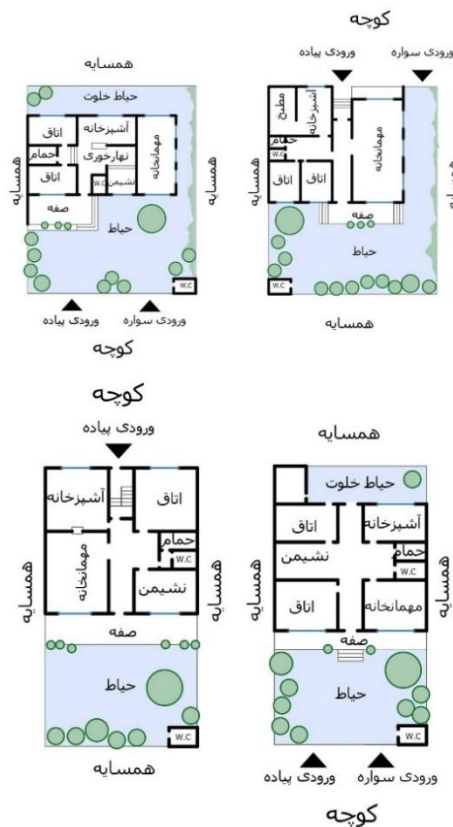 همسایه
حیاط خلوت
اتاق
آشپزخانه
مهمانخانه
حمام
نهارخوری
اتاق
w.c
نشیمن
صفه
حیاط
w.c
همسایه
همسایه
ورودی پیاده
ورودی سواره
کوچه
کوچه
ورودی پیاده
ورودی سواره
مطبخ
آشپزخانه
مهمانخانه
حمام
w.c
اتاق
اتاق
صفه
حیاط
w.c
همسایه
همسایه
همسایه
کوچه
ورودی پیاده
آشپزخانه
اتاق
مهمانخانه
حمام
w.c
نشیمن
صفه
حیاط
w.c
همسایه
همسایه
همسایه
همسایه
حیاط خلوت
اتاق
آشپزخانه
نشیمن
حمام
w.c
اتاق
مهمانخانه
صفه
حیاط
w.c
همسایه
ورودی پیاده
ورودی سواره
کوچه